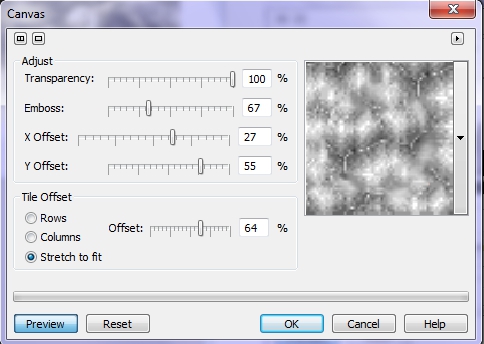 Canvas
Adjust
Transparency: 100 %
Emboss: 67 %
X Offset: 27 %
Y Offset: 55 %
Tile Offset
Rows
Columns
Offset: 64 %
Stretch to fit
Preview Reset OK Cancel Help